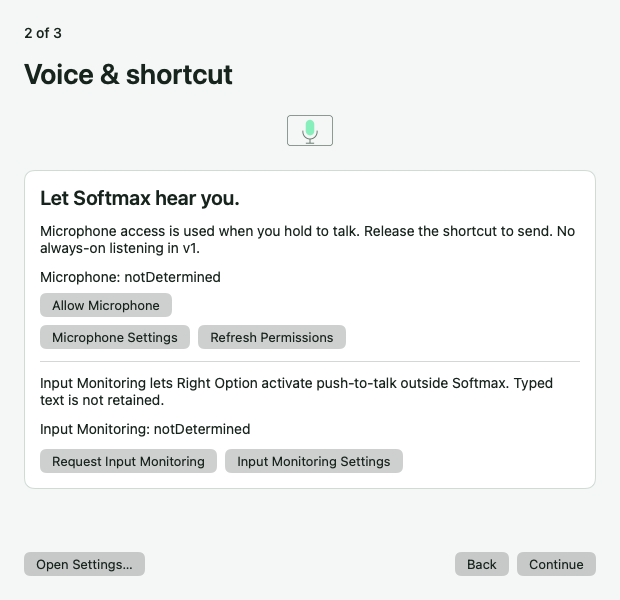 2 of 3
Voice & shortcut
Let Softmax hear you.
Microphone access is used when you hold to talk. Release the shortcut to send. No
always-on listening in v1.
Microphone: notDetermined
Allow Microphone
Microphone Settings
Refresh Permissions
Input Monitoring lets Right Option activate push-to-talk outside Softmax. Typed
text is not retained.
Input Monitoring: notDetermined
Request Input Monitoring
Input Monitoring Settings
Open Settings...
Back
Continue